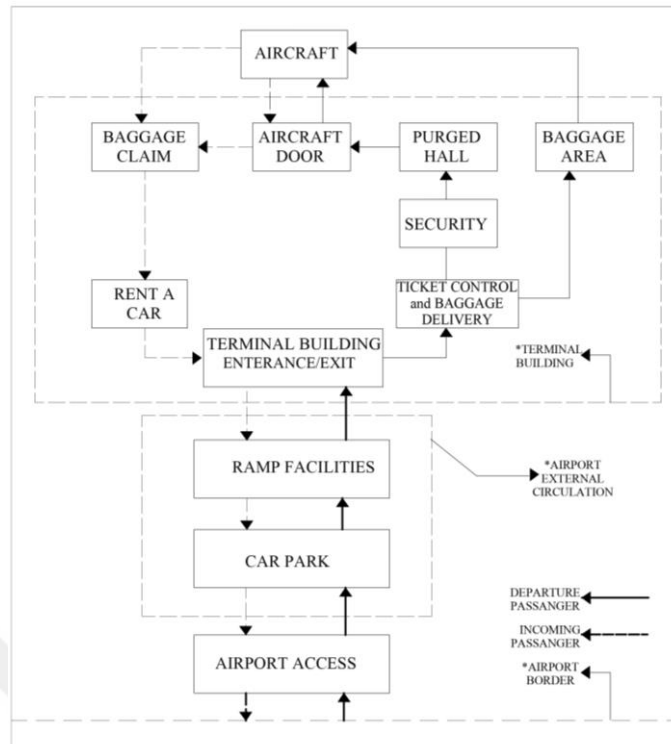 AIRCRAFT
BAGGAGE
CLAIM
AIRCRAFT
DOOR
PURGED
HALL
BAGGAGE
AREA
SECURITY
RENT A
CAR
TICKET CONTROL
and BAGGAGE
DELIVERY
TERMINAL BUILDING
ENTERANCE/EXIT
*TERMINAL
BUILDING
RAMP FACILITIES
*AIRPORT
EXTERNAL
CIRCULATION
CAR PARK
DEPARTURE
PASSANGER
INCOMING
PASSANGER
AIRPORT ACCESS
*AIRPORT
BORDER